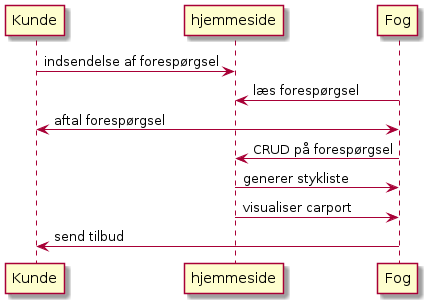 Kunde
hjemmeside
Fog
indsendelse af forespørgsel
læs forespørgsel
aftal forespørgsel
CRUD på forespørgsel
generer stykliste
visualiser carport
send tilbud
Kunde
hjemmeside
Fog